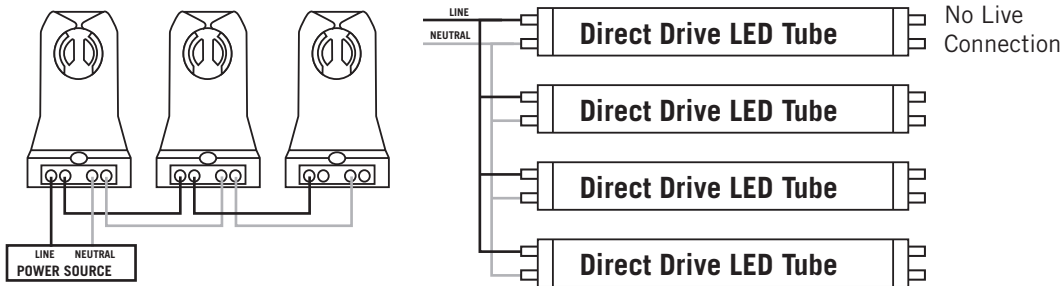 LINE NEUTRAL
POWER SOURCE
LINE
NEUTRAL
Direct Drive LED Tube
No Live
Connection
Direct Drive LED Tube
Direct Drive LED Tube
Direct Drive LED Tube